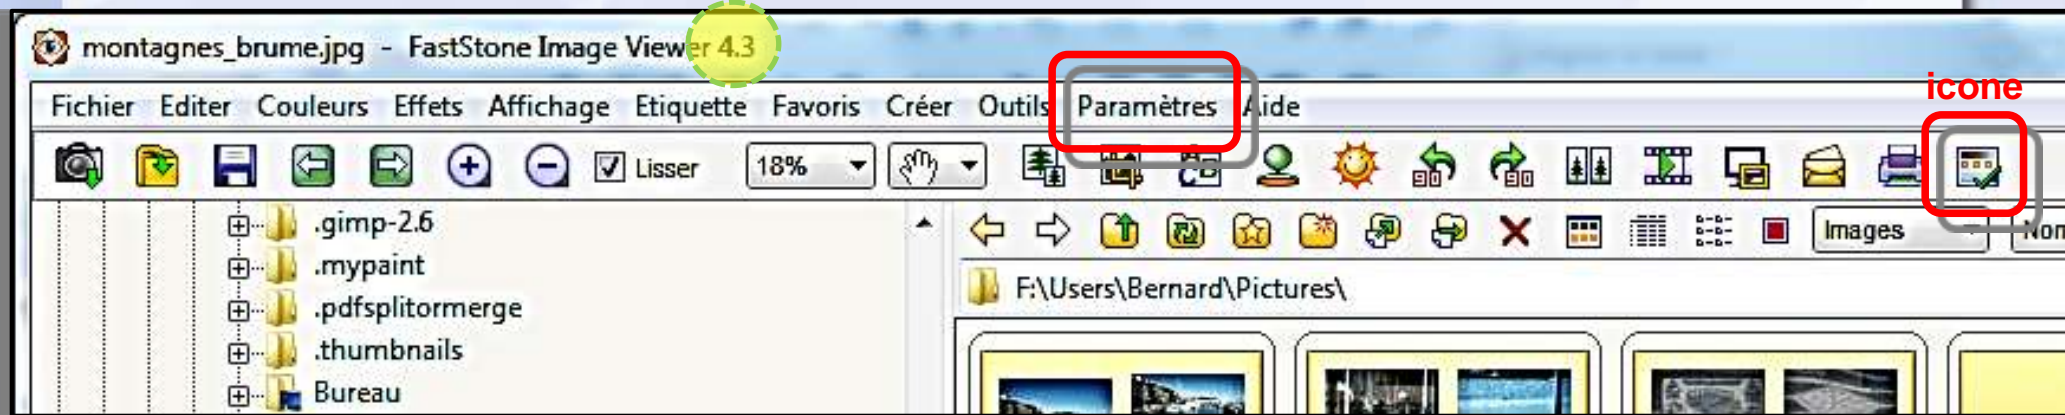 montagnes_brume.jpg - FastStone Image Viewer 4.3
Fichier Editer Couleurs Effets Affichage Etiquette Favoris Créer Outils Paramètres Aide
icone
Lisser 18%
Images Nom
.gimp-2.6
.mypaint
F:\Users\Bernard\Pictures\
.pdfsplitormerge
.thumbnails
Bureau